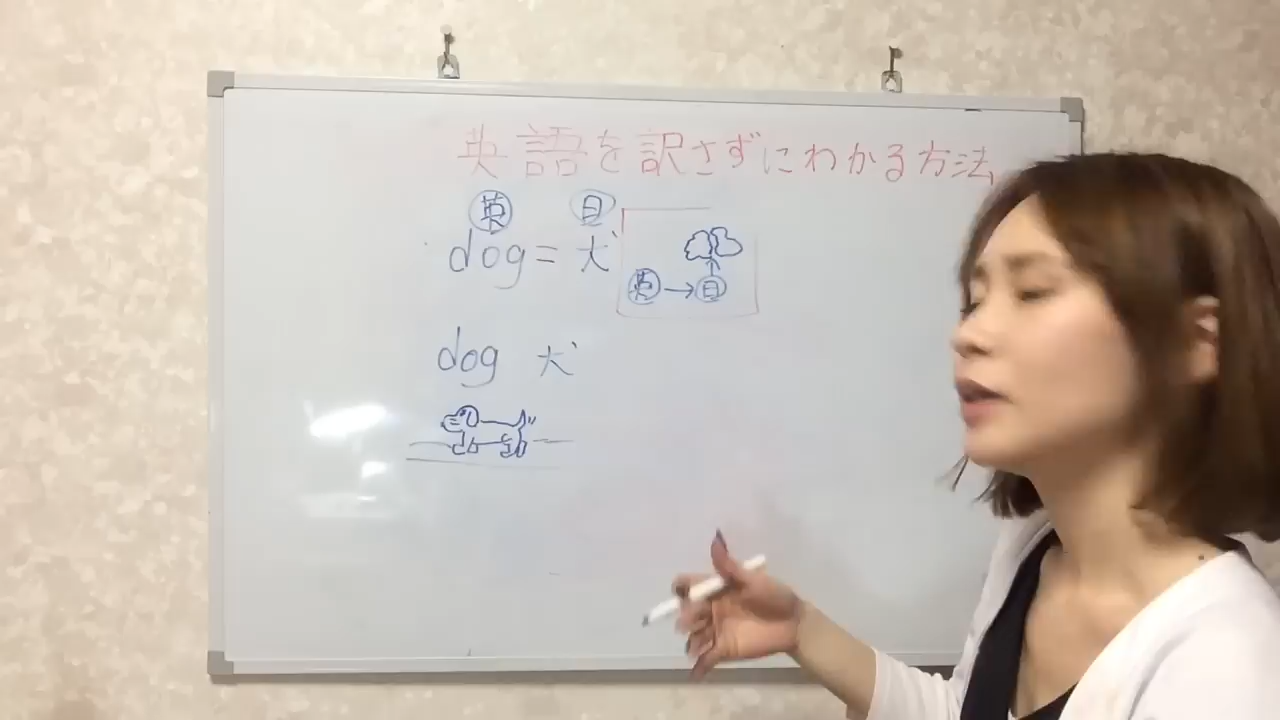 英語を訳さずにわかる方法
英 日
dog = 犬
英 → 日
dog 犬